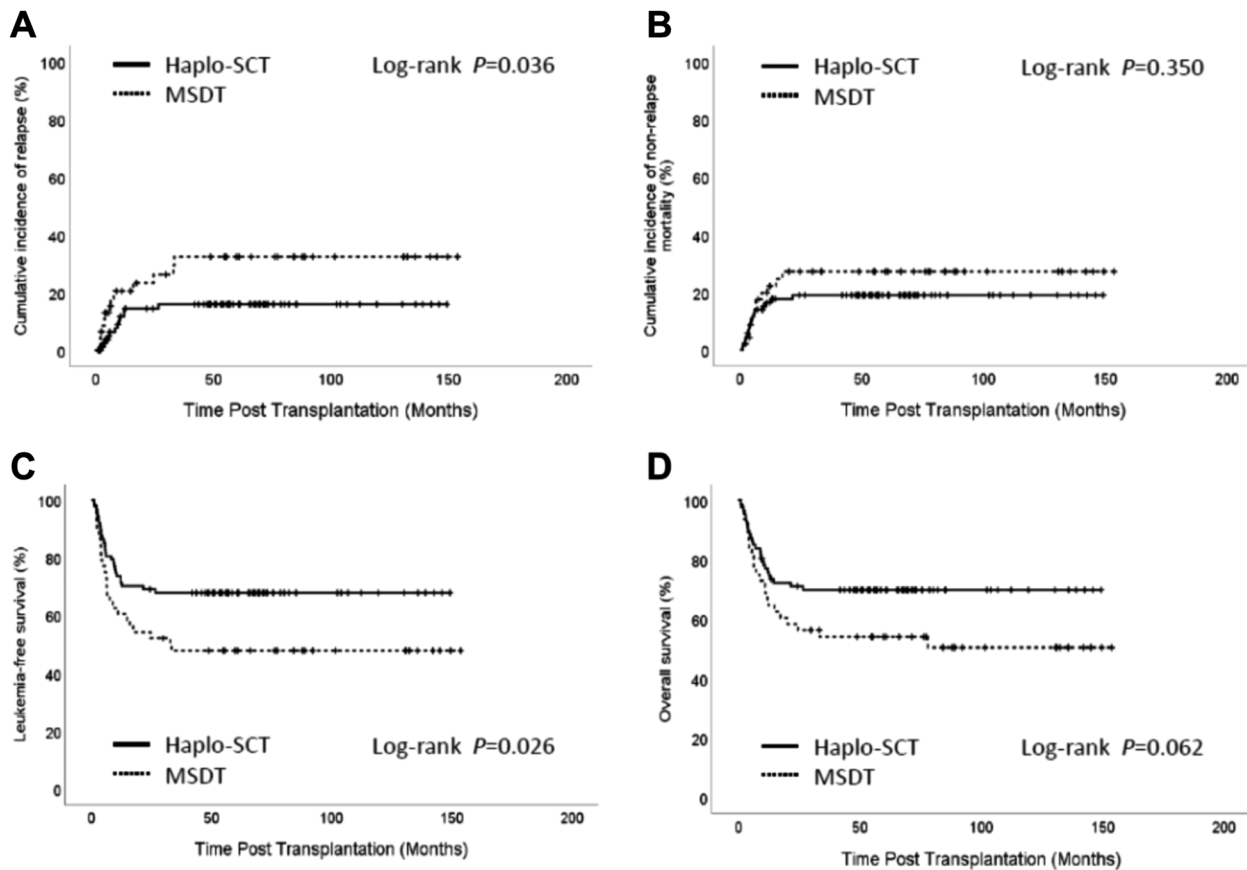 A
Haplo-SCT
MSDT
Log-rank P=0.036
Cumulative incidence of relapse (%)
100
80
60
40
20
0
0 50 100 150 200
Time Post Transplantation (Months)
B
Haplo-SCT
MSDT
Log-rank P=0.350
Cumulative incidence of non-relapse
mortality (%)
100
80
60
40
20
0
0 50 100 150 200
Time Post Transplantation (Months)
C
Leukemia-free survival (%)
100
80
60
40
20
0
Haplo-SCT
MSDT
Log-rank P=0.026
0 50 100 150 200
Time Post Transplantation (Months)
D
Overall survival (%)
100
80
60
40
20
0
Haplo-SCT
MSDT
Log-rank P=0.062
0 50 100 150 200
Time Post Transplantation (Months)